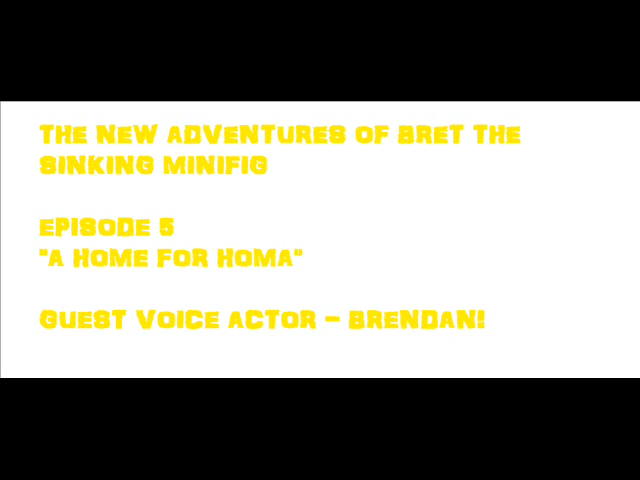 THE NEW ADVENTURES OF BRET THE
SINKING MINIFIG
EPISODE 5
"A HOME FOR HOMA"
GUEST VOICE ACTOR - BRENDAN!